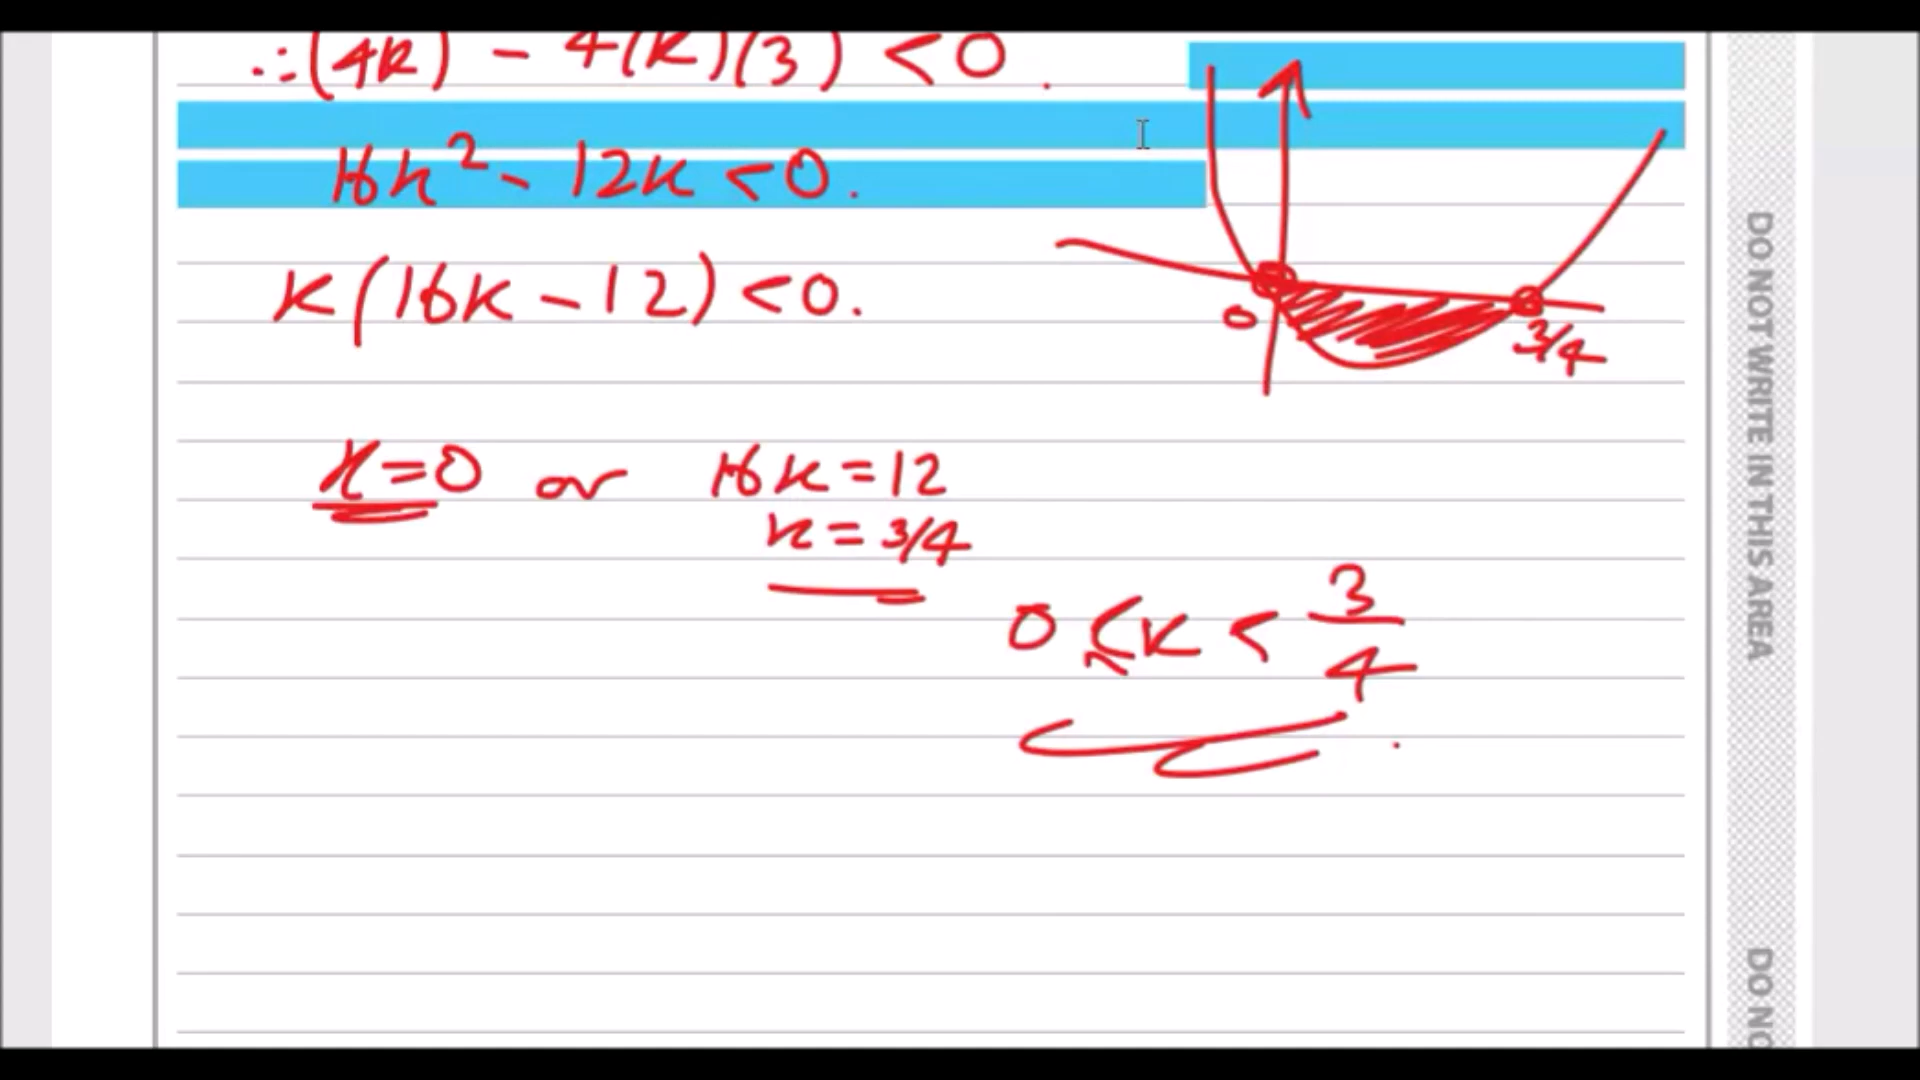 ∴(4k) - 4(k)(3) < 0.
16k² - 12k < 0.
k(16k - 12) < 0.
0
3/4
k=0 or 16k = 12
k = 3/4
0 ≤ k < 3/4
DO NOT WRITE IN THIS AREA
DO NO